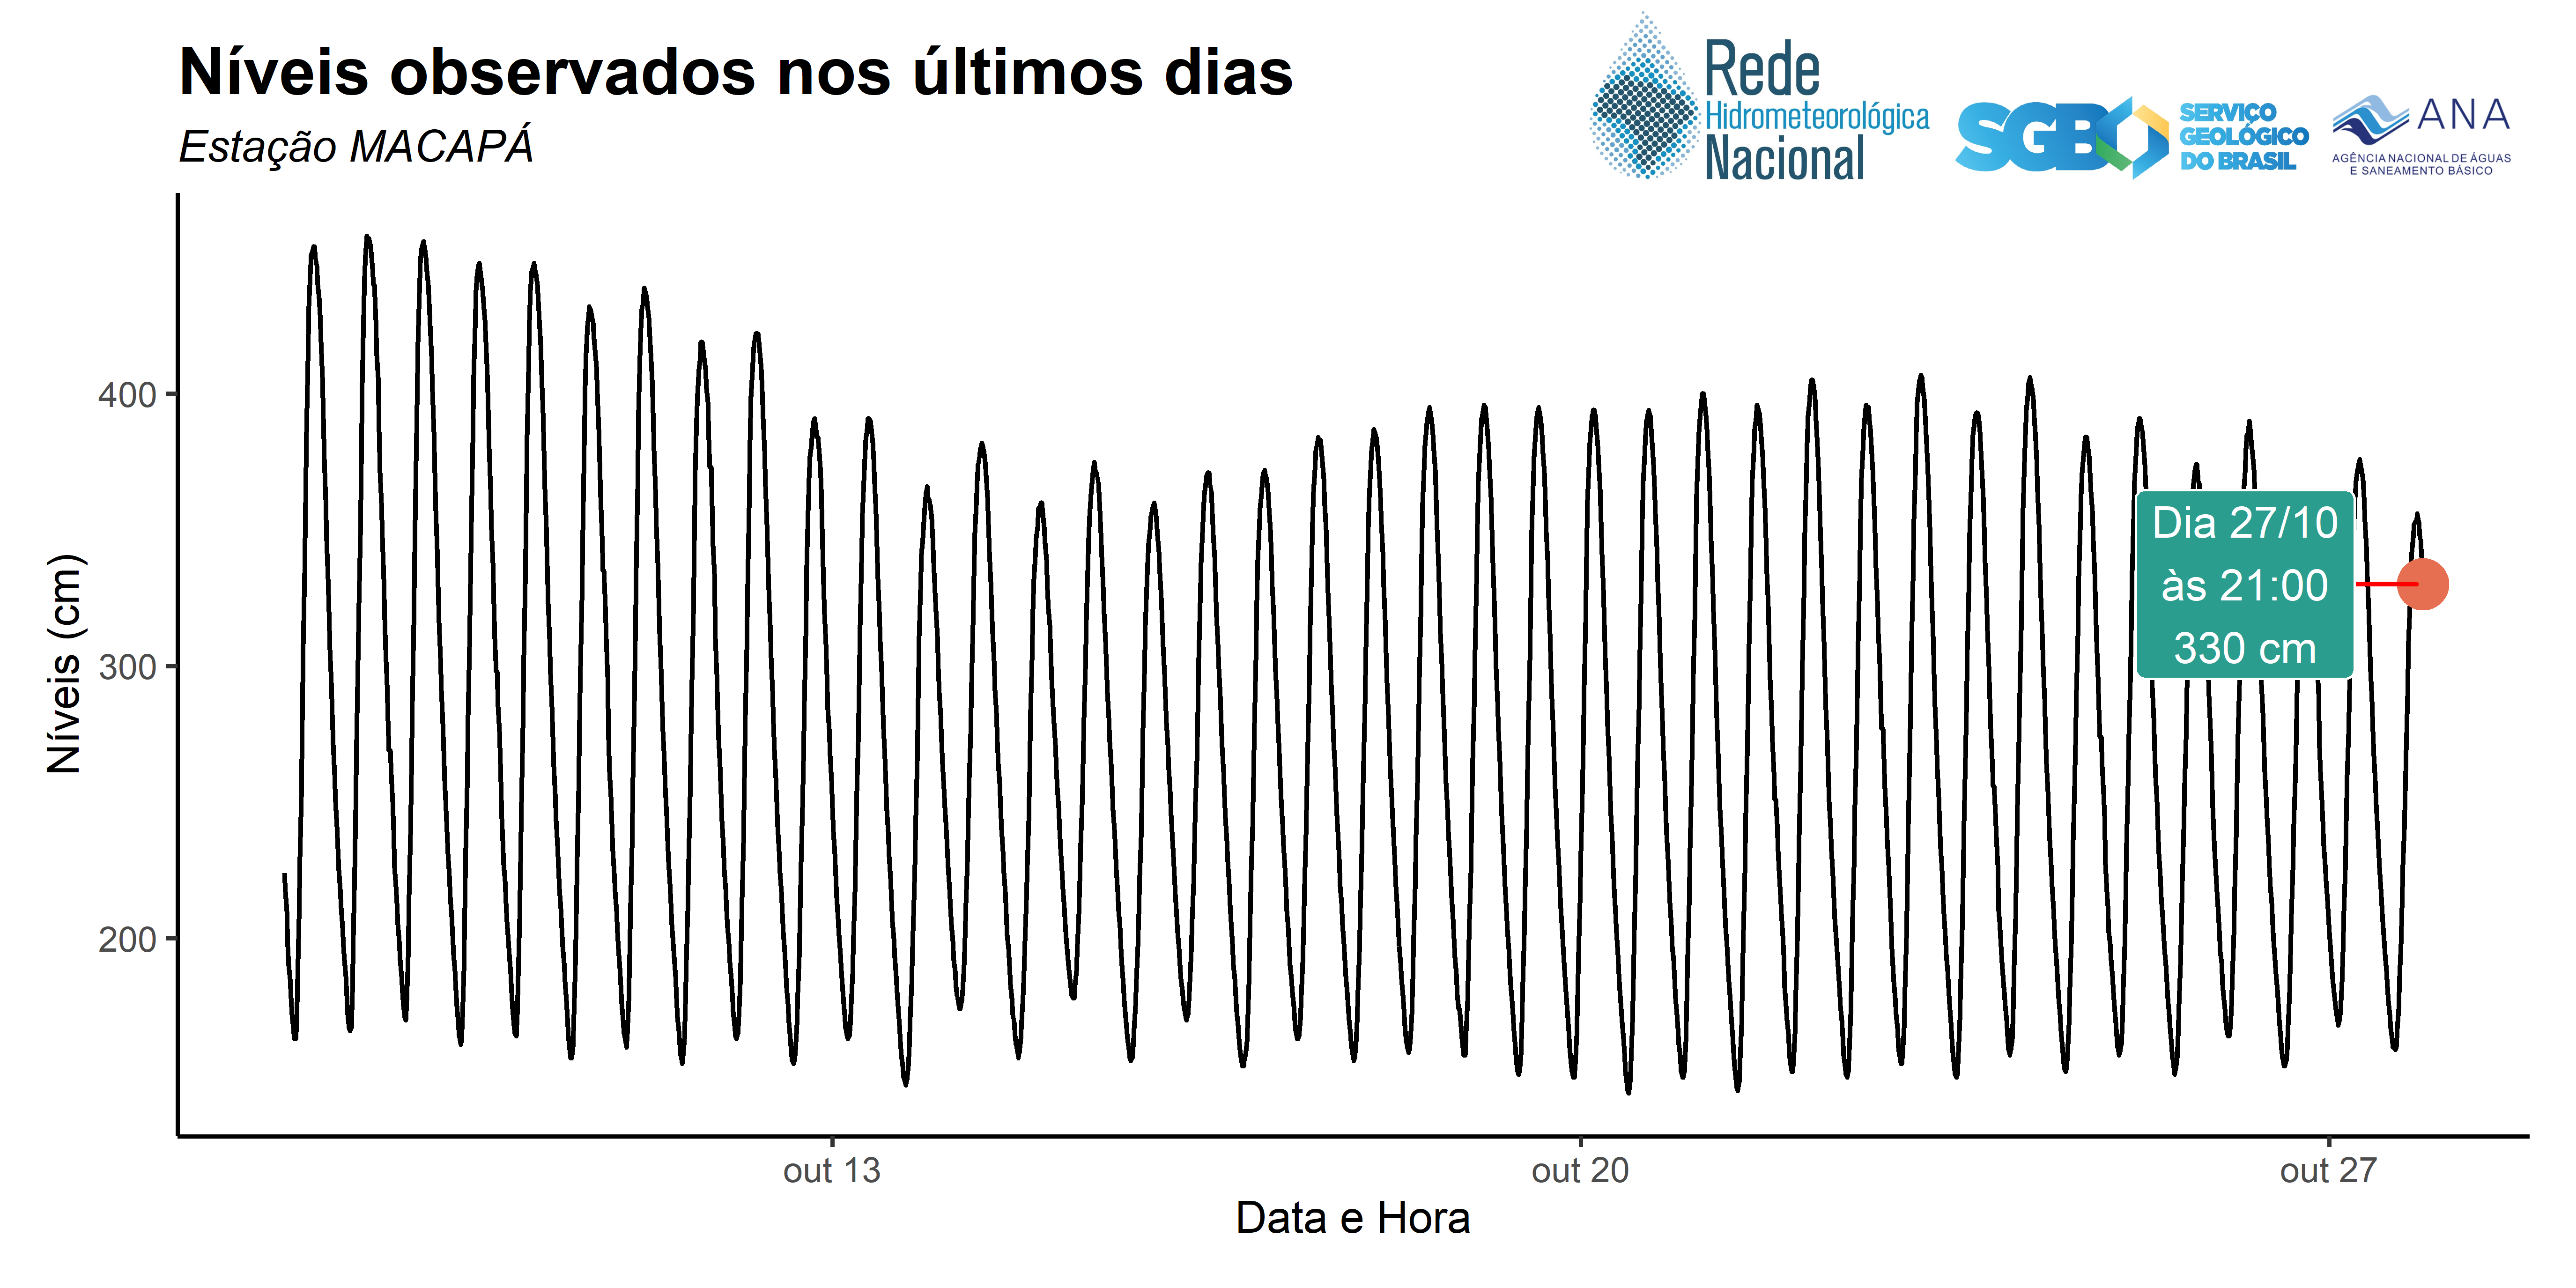 Níveis observados nos últimos dias
Estação MACAPÁ
Rede
Hidrometeorológica
Nacional
SGB
SERVIÇO
GEOLÓGICO
DO BRASIL
ANA
AGÊNCIA NACIONAL DE ÁGUAS
E SANEAMENTO BÁSICO
Níveis (cm)
400
300
200
Dia 27/10
às 21:00
330 cm
out 13
out 20
out 27
Data e Hora